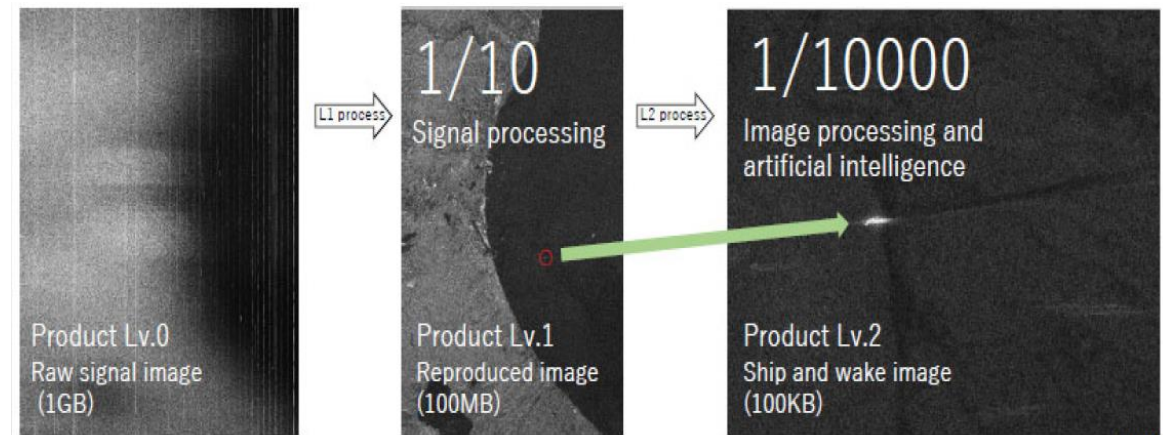 Product Lv.0
Raw signal image
(1GB)
L1 process
1/10
Signal processing
Product Lv.1
Reproduced image
(100MB)
L2 process
1/10000
Image processing and
artificial intelligence
Product Lv.2
Ship and wake image
(100KB)